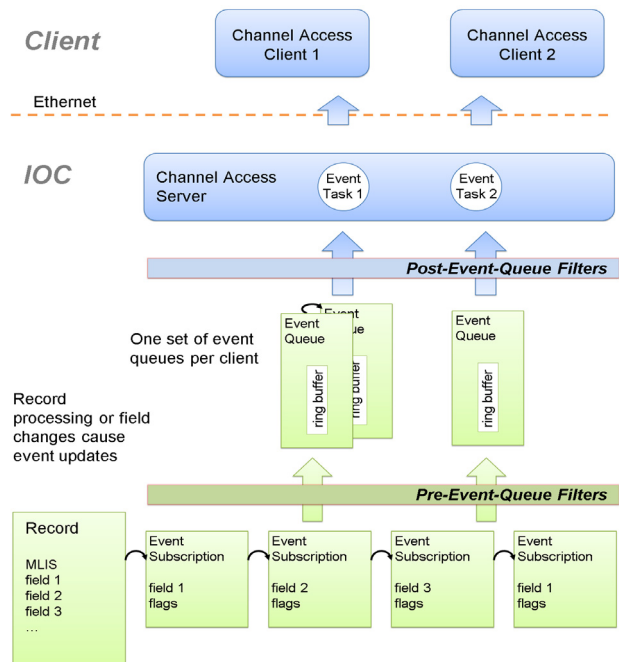 Client
Channel Access
Client 1
Channel Access
Client 2
Ethernet
IOC
Channel Access
Server
Event
Task 1
Event
Task 2
Post-Event-Queue Filters
One set of event
queues per client
Event
Queue
ring buffer
Event
Queue
ring buffer
Event
Queue
ring buffer
Record
processing or field
changes cause
event updates
Pre-Event-Queue Filters
Record
MLIS
field 1
field 2
field 3
...
Event
Subscription
field 1
flags
Event
Subscription
field 2
flags
Event
Subscription
field 3
flags
Event
Subscription
field 1
flags